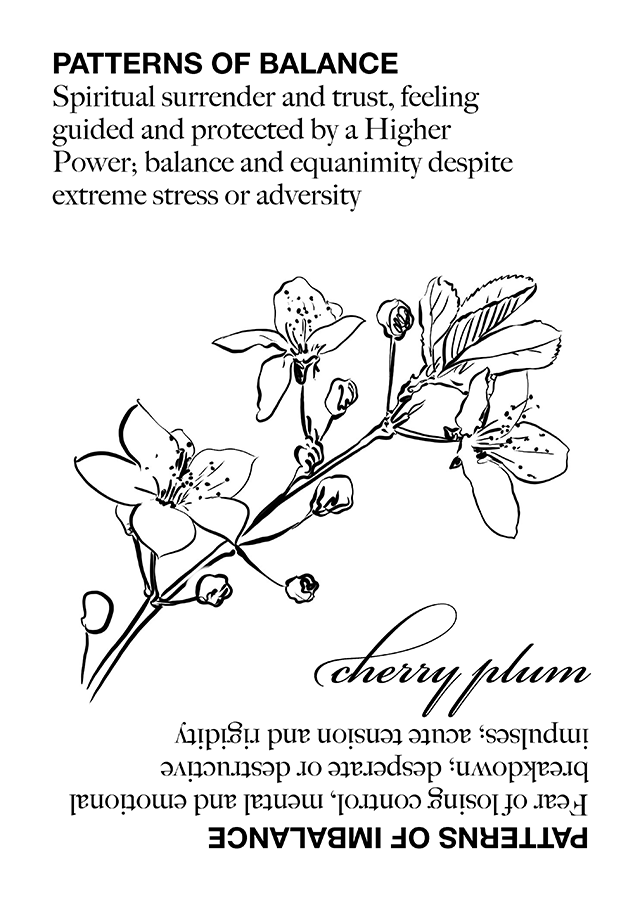 PATTERNS OF BALANCE
Spiritual surrender and trust, feeling
guided and protected by a Higher
Power; balance and equanimity despite
extreme stress or adversity
cherry plum
PATTERNS OF IMBALANCE
Fear of losing control, mental and emotional
breakdown; desperate or destructive
impulses; acute tension and rigidity